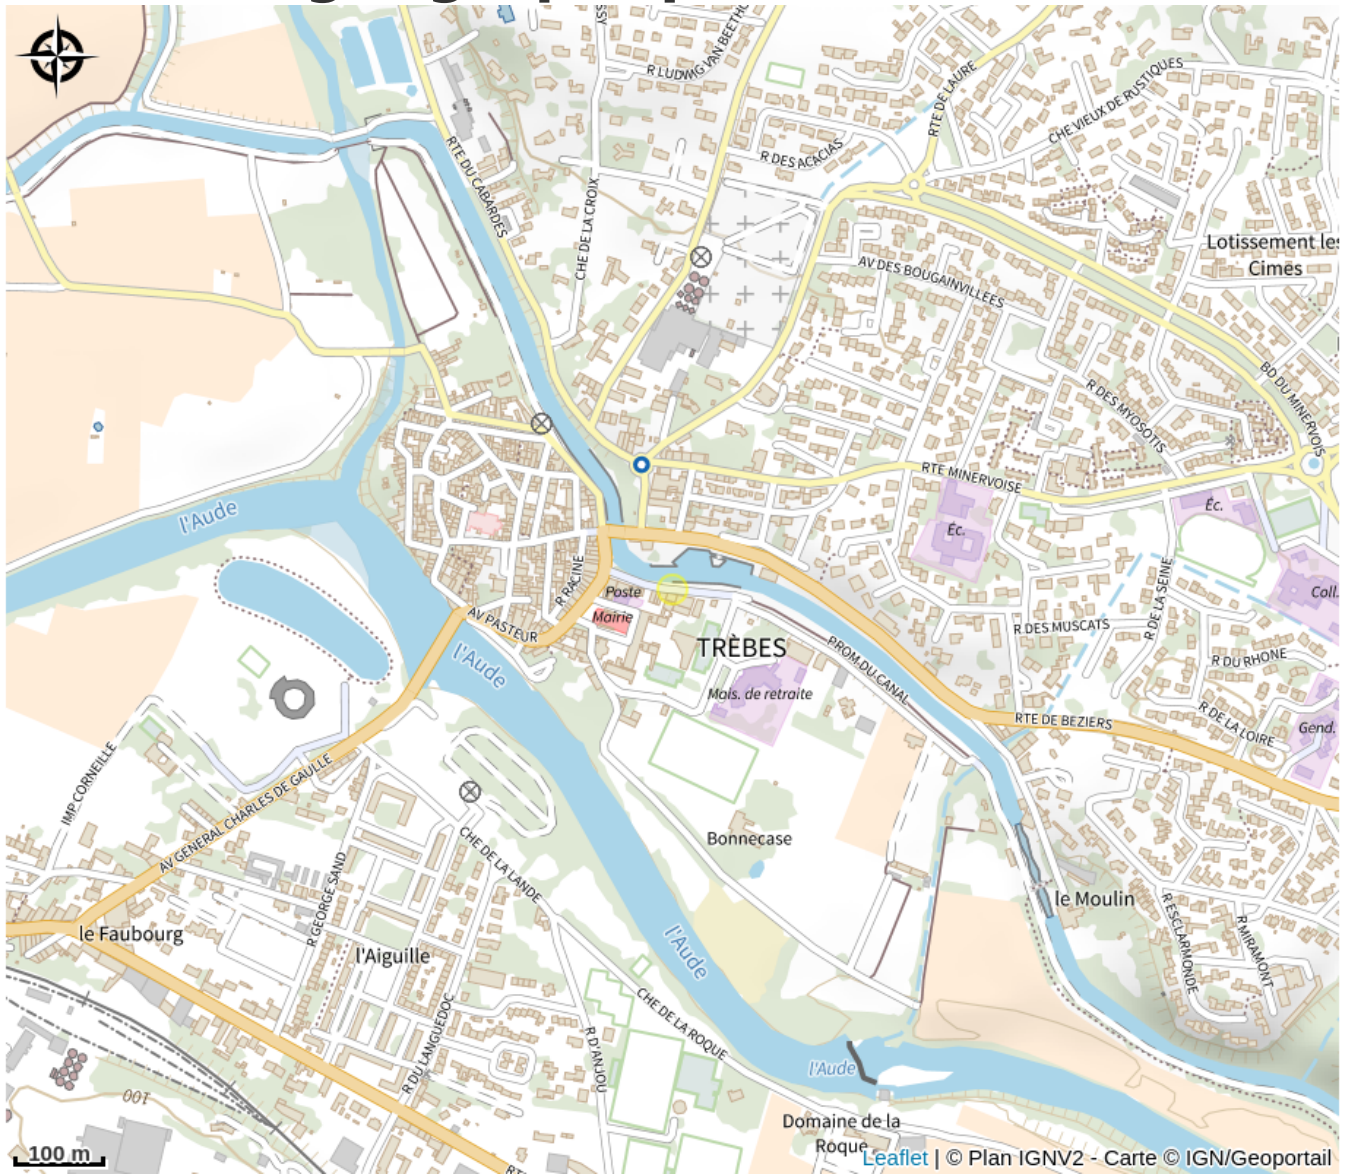 SSY
R LUDWIG VAN BEETHO
RTE DE LAURE
CHE VIEUX DE RUSTIQUES
RTE DU CABARDES
R DES ACACIAS
CHE DE LA CROIX
Lotissement les
Cimes
AV DES BOUGAINVILLEES
BD DU MINERVOIS
R DES MYOSOTIS
RTE MINERVOISE
Éc.
Éc.
l'Aude
R RACINE
Poste
Mairie
AV PASTEUR
TRÈBES
PROM DU CANAL
R DES MUSCATS
R DE LA SEINE
Coll.
R DU RHONE
l'Aude
Mais. de retraite
R DE LA LOIRE
RTE DE BEZIERS
Gend.
IMP CORNEILLE
AV GENERAL CHARLES DE GAULLE
Bonnecase
CHE DE LA LANDE
R GEORGE SAND
le Moulin
R ESCLARMONDE
R MIRAMONT
le Faubourg
l'Aiguille
l'Aude
CHE DE LA ROQUE
R DU LANGUEDOC
R D'ANJOU
l'Aude
100
Domaine de la
Roque
RTE
100 m
Leaflet | © Plan IGNV2 - Carte © IGN/Geoportail